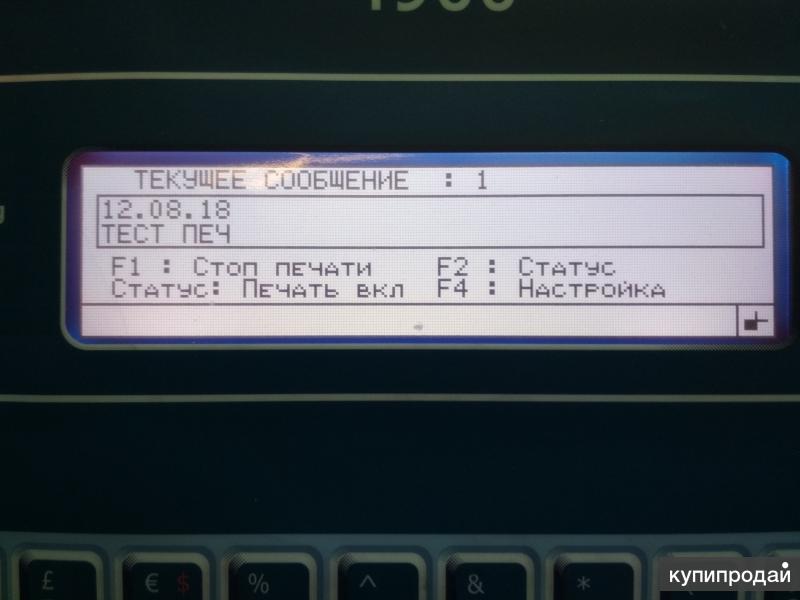 ТЕКУЩЕЕ СООБЩЕНИЕ : 1
12.08.18
ТЕСТ ПЕЧ
F1 : Стоп печати F2 : Статус
Статус: Печать вкл F4 : Настройка
£ € $ % ^ & * (
купипродай